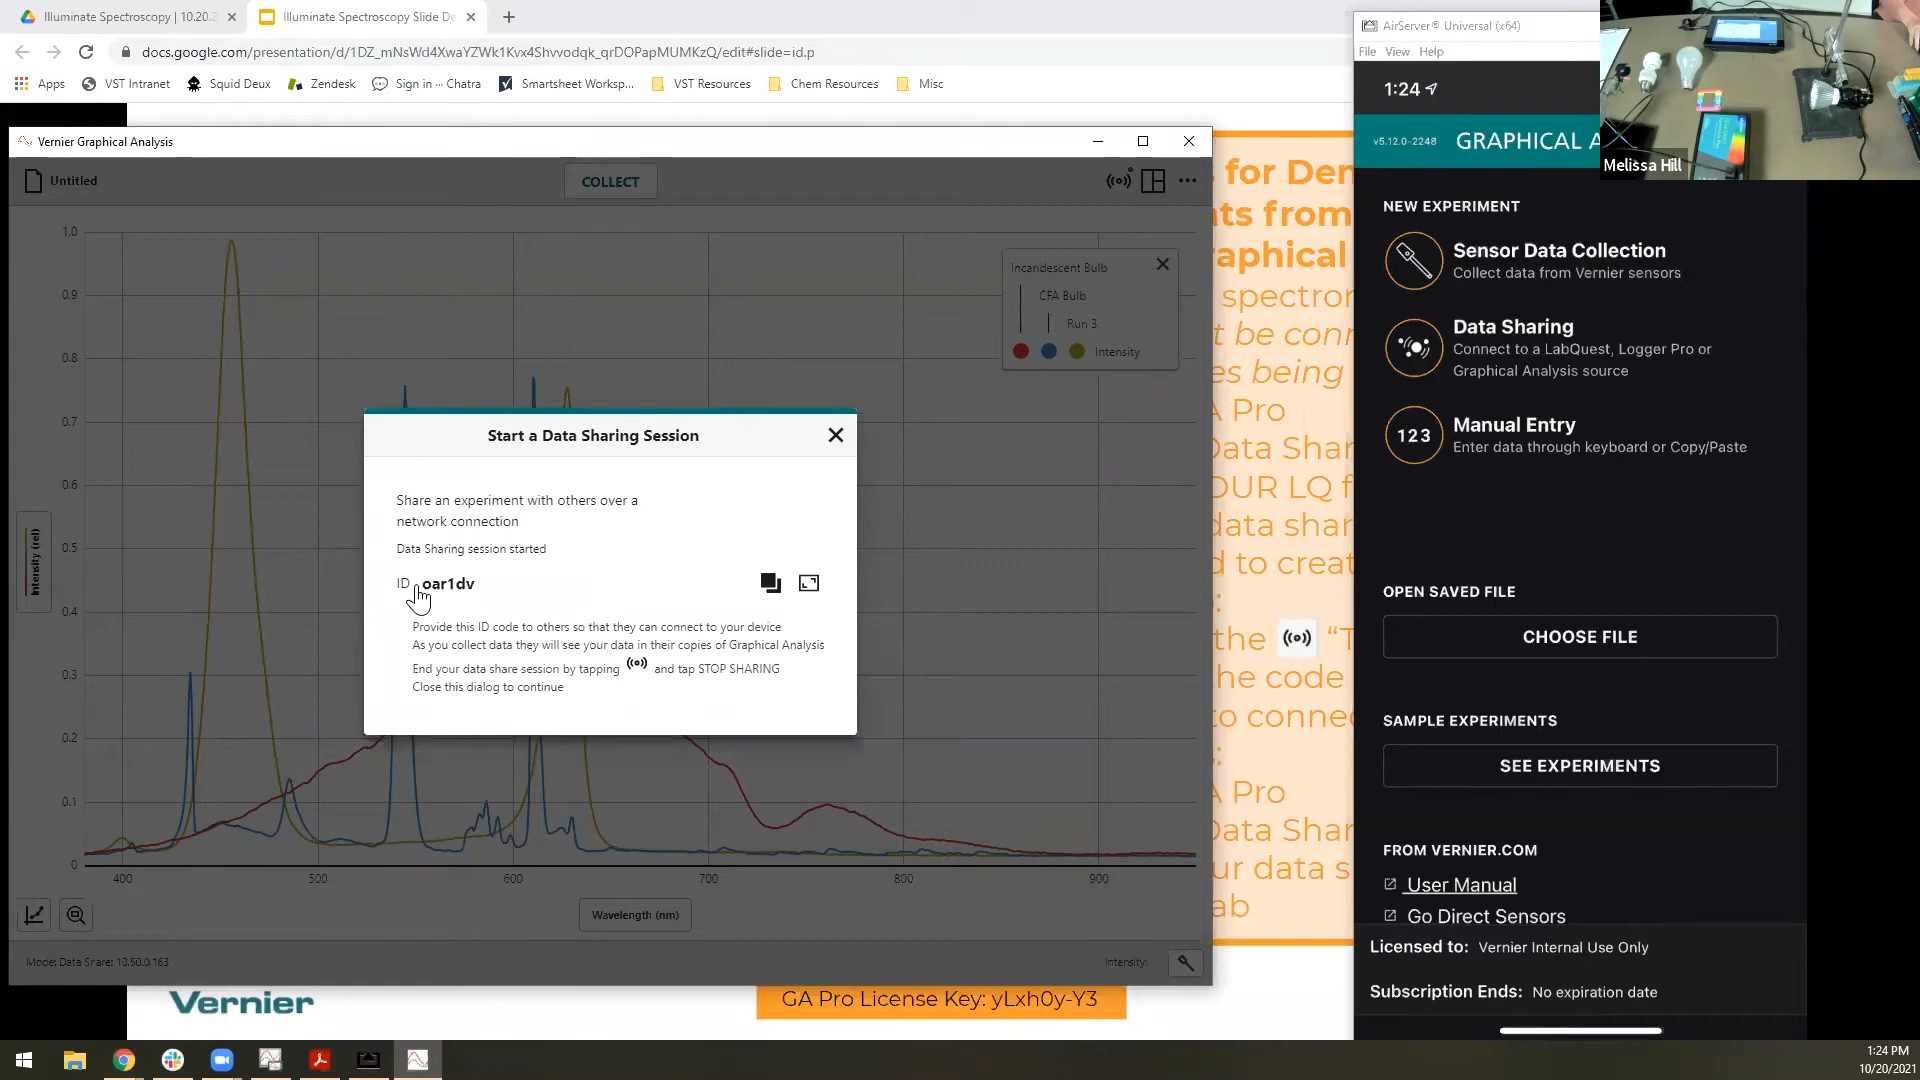 Illuminate Spectroscopy | 10.20.2
Illuminate Spectroscopy Slide De
docs.google.com/presentation/d/1DZ_mNsWd4XwaYZWk1Kvx4Shvvodqk_qrDOPapMUMKzQ/edit#slide=id.p
Apps
VST Intranet
Squid Deux
Zendesk
Sign in ·· Chatra
Smartsheet Worksp...
VST Resources
Chem Resources
Misc
Vernier Graphical Analysis
Untitled
COLLECT
1.0
0.9
0.8
0.7
0.6
0.5
0.4
0.3
0.2
0.1
0
400
500
600
700
800
900
Intensity (rel)
Wavelength (nm)
Incandescent Bulb
CFA Bulb
Run 3
Intensity
Start a Data Sharing Session
Share an experiment with others over a
network connection
Data Sharing session started
ID oar1dv
Provide this ID code to others so that they can connect to your device
As you collect data they will see your data in their copies of Graphical Analysis
End your data share session by tapping and tap STOP SHARING
Close this dialog to continue
Mode: Data Share: 10.50.0.163
Intensity:
for Den
ts from
aphical
spectror
t be conn
es being
A Pro
Data Shar
OUR LQ f
data shar
d to creat
:
the "T
he code
to connec
s:
A Pro
Data Shar
ur data s
ab
Vernier
GA Pro License Key: yLxh0y-Y3
AirServer® Universal (x64)
File View Help
1:24
v5.12.0-2248
GRAPHICAL A
NEW EXPERIMENT
Sensor Data Collection
Collect data from Vernier sensors
Data Sharing
Connect to a LabQuest, Logger Pro or
Graphical Analysis source
123
Manual Entry
Enter data through keyboard or Copy/Paste
OPEN SAVED FILE
CHOOSE FILE
SAMPLE EXPERIMENTS
SEE EXPERIMENTS
FROM VERNIER.COM
User Manual
Go Direct Sensors
Licensed to: Vernier Internal Use Only
Subscription Ends: No expiration date
Melissa Hill
1:24 PM
10/20/2021